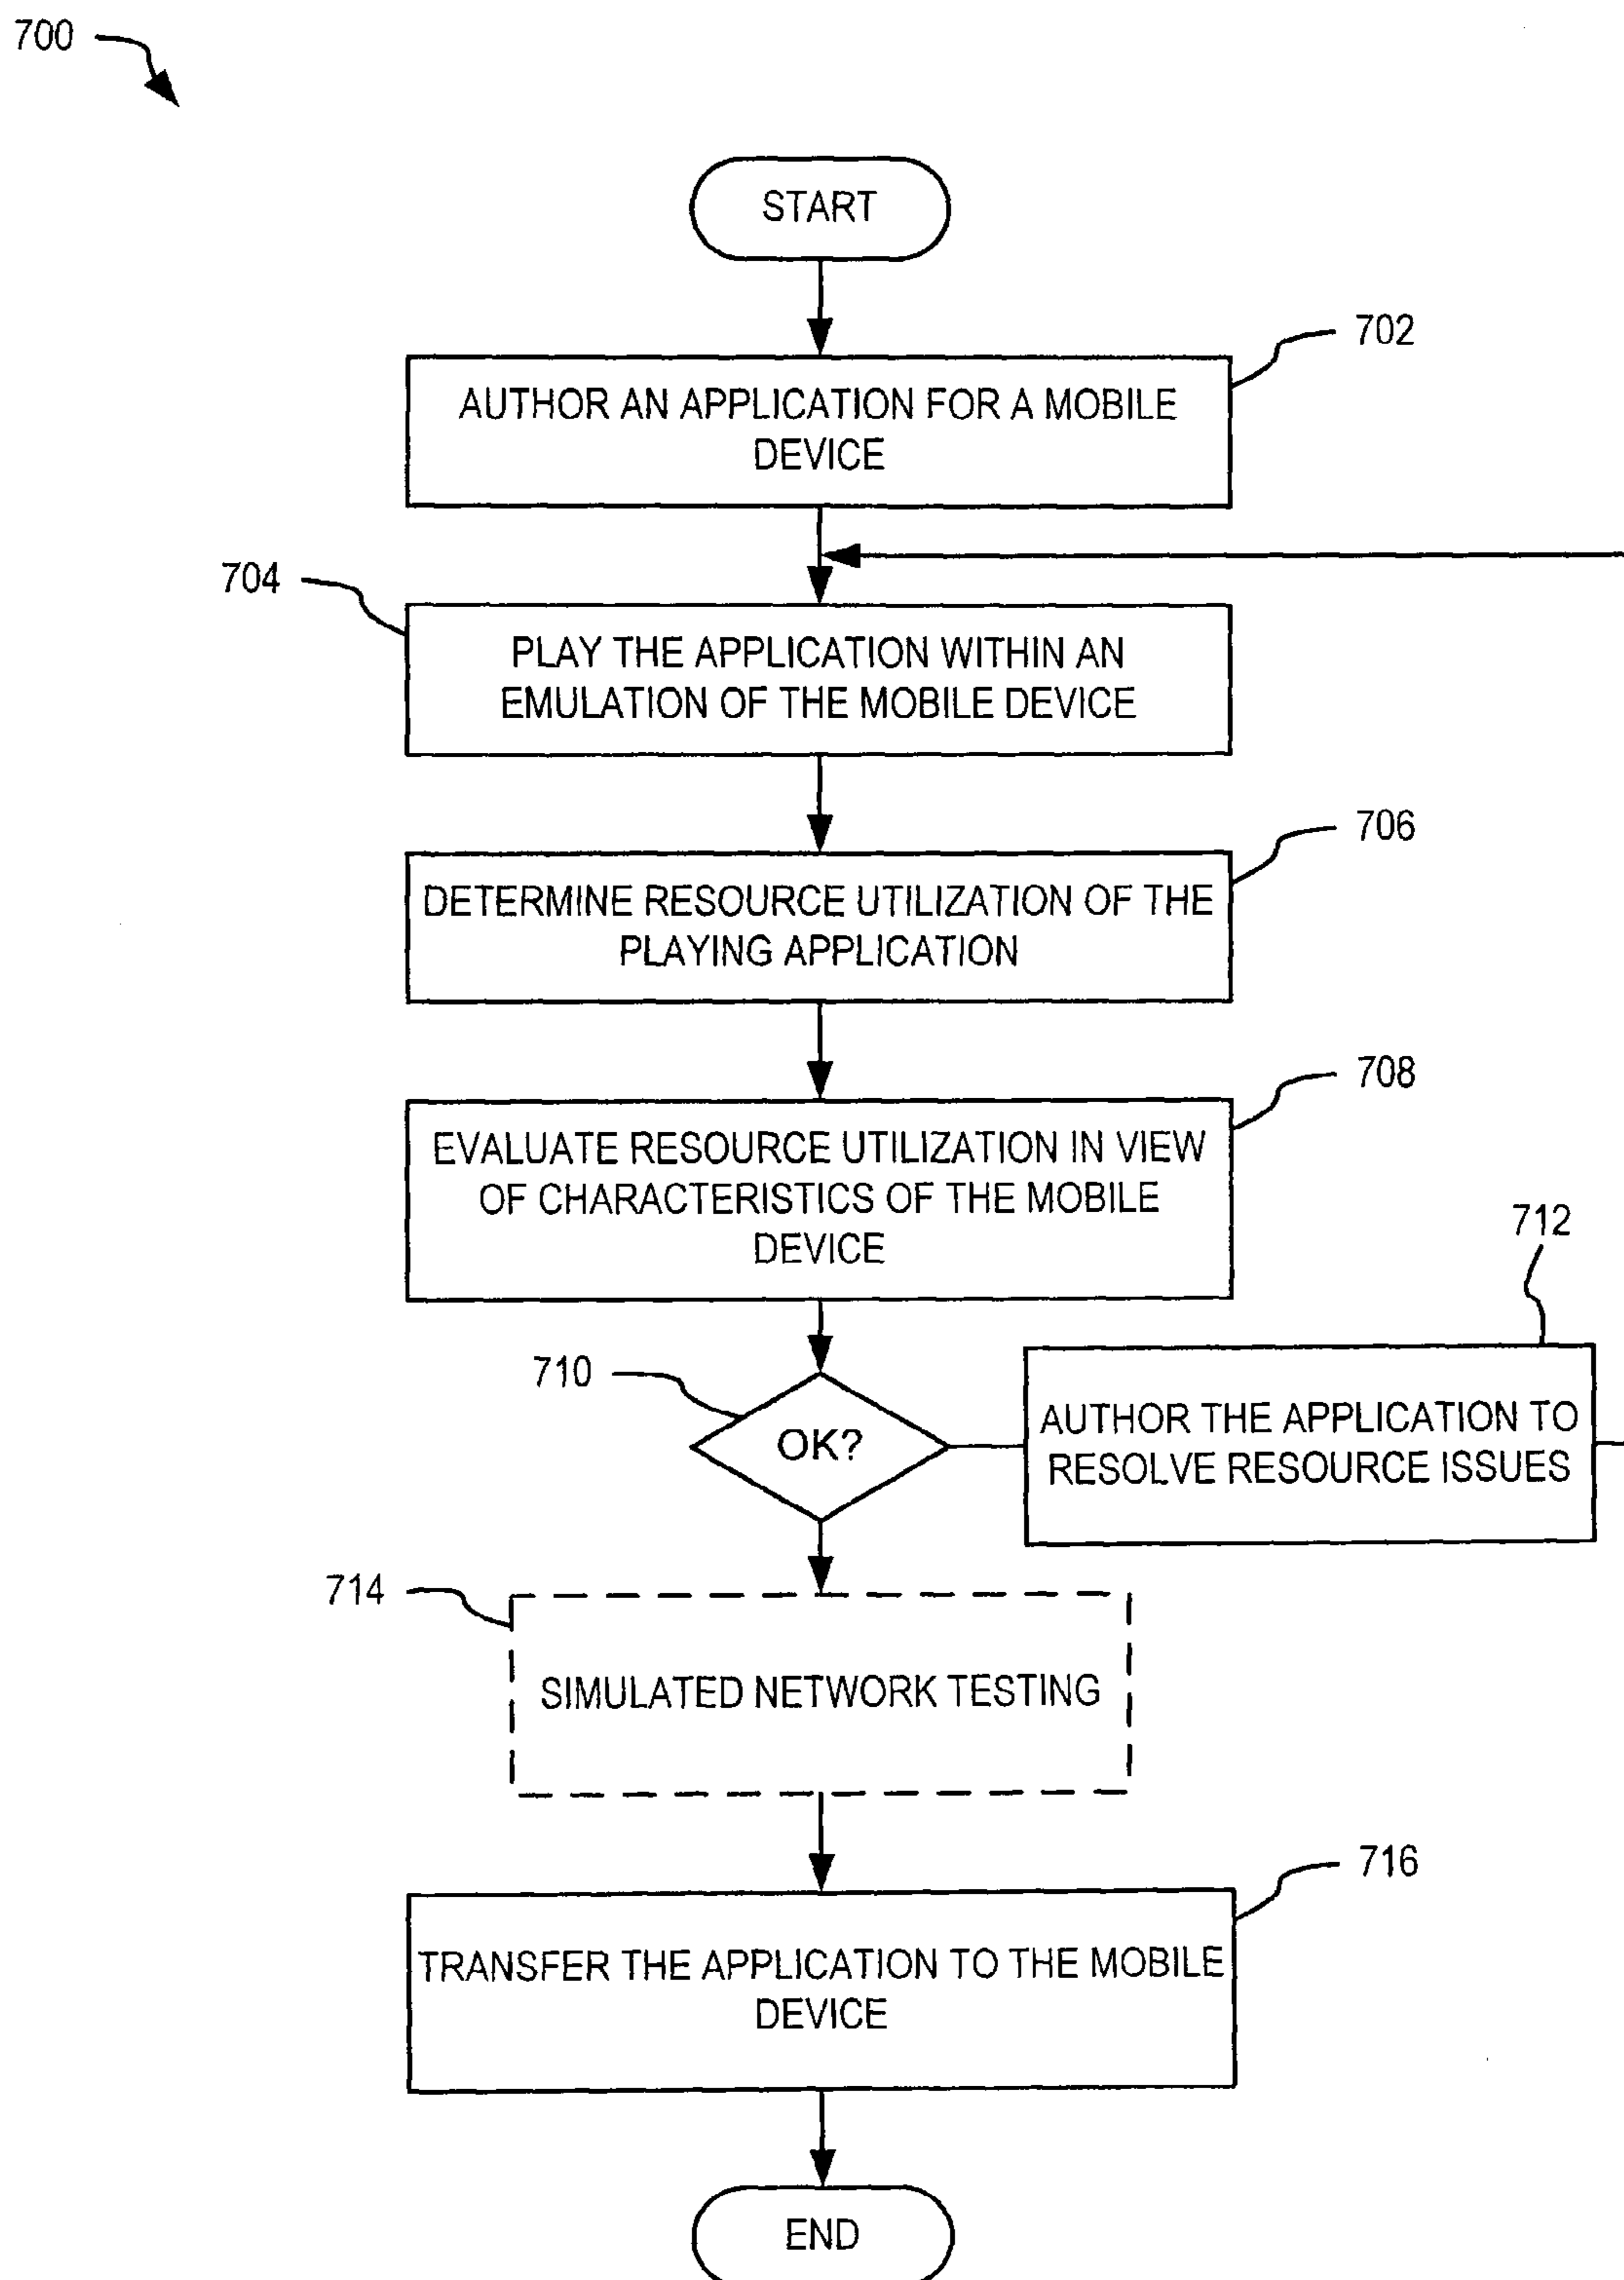 700
START
702
AUTHOR AN APPLICATION FOR A MOBILE
DEVICE
704
PLAY THE APPLICATION WITHIN AN
EMULATION OF THE MOBILE DEVICE
706
DETERMINE RESOURCE UTILIZATION OF THE
PLAYING APPLICATION
708
EVALUATE RESOURCE UTILIZATION IN VIEW
OF CHARACTERISTICS OF THE MOBILE
DEVICE
710
OK?
712
AUTHOR THE APPLICATION TO
RESOLVE RESOURCE ISSUES
714
SIMULATED NETWORK TESTING
716
TRANSFER THE APPLICATION TO THE MOBILE
DEVICE
END